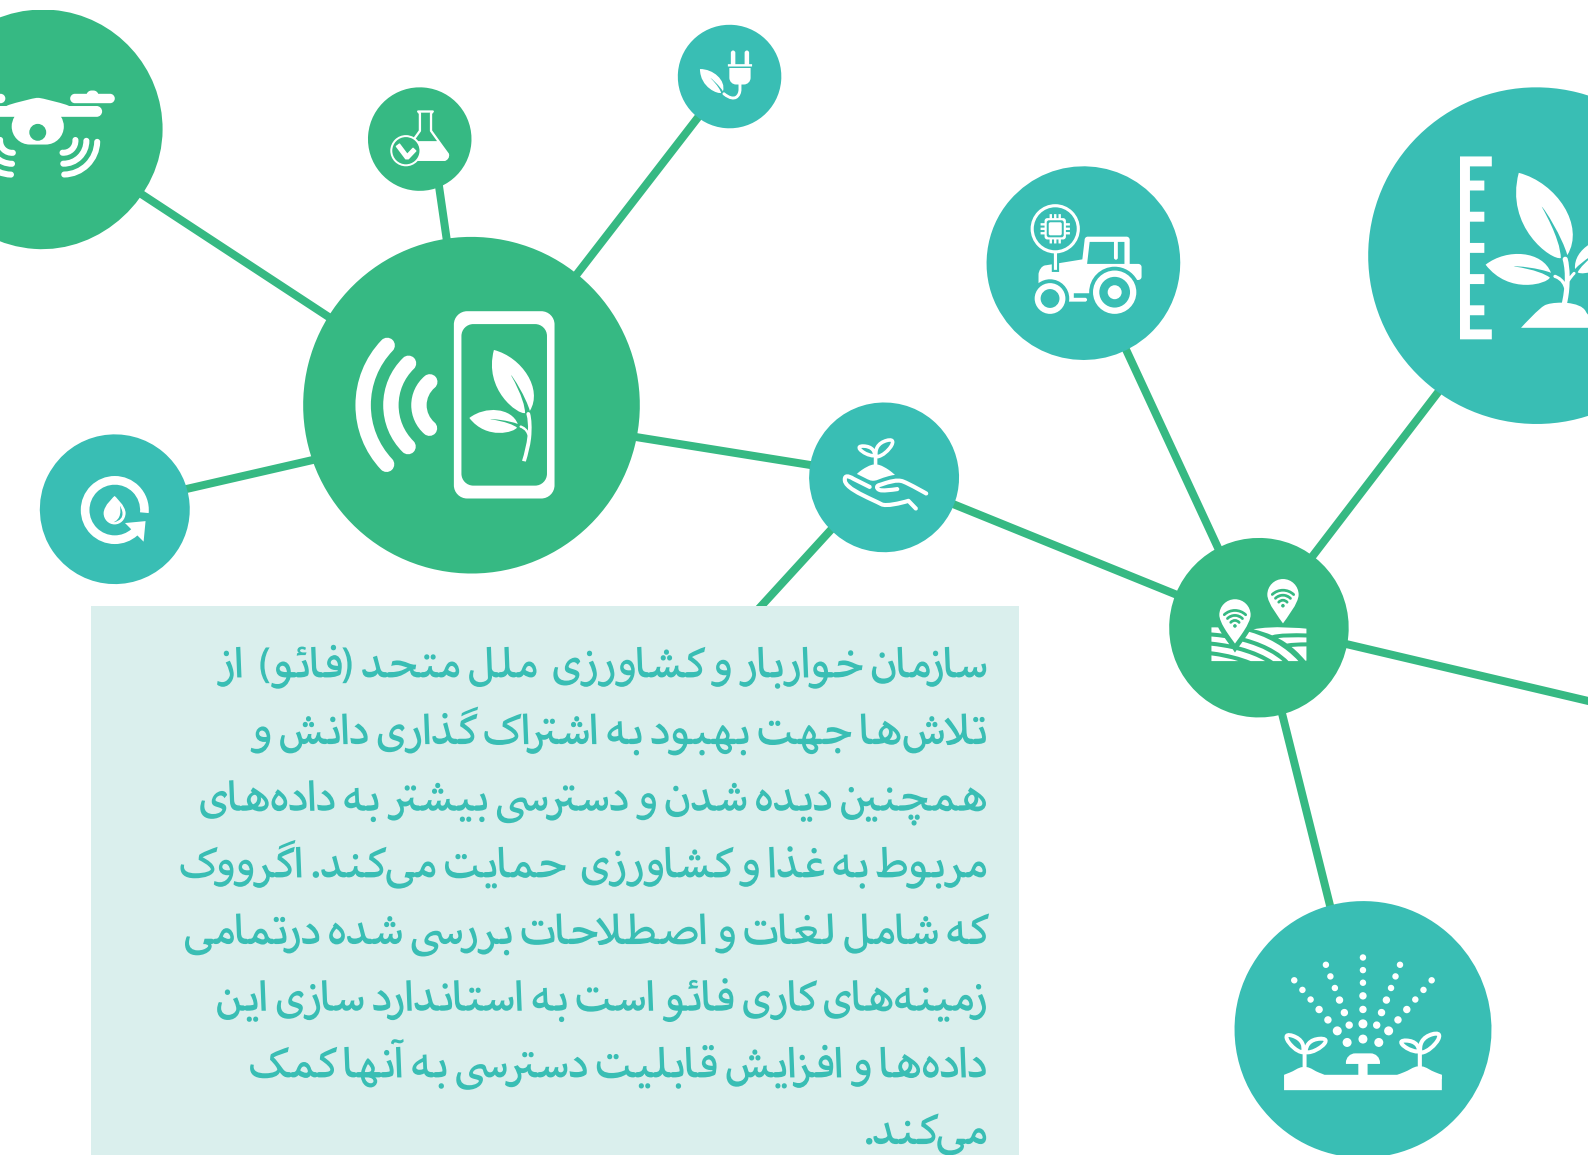 سازمان خواربار و کشاورزی ملل متحد (فائو) از
تلاش‌ها جهت بهبود به اشتراک گذاری دانش و
همچنین دیده شدن و دسترسی بیشتر به داده‌های
مربوط به غذا و کشاورزی حمایت می‌کند. اگرووک
که شامل لغات و اصطلاحات بررسی شده درتمامی
زمینه‌های کاری فائو است به استاندارد سازی این
داده‌ها و افزایش قابلیت دسترسی به آنها کمک
می‌کند.